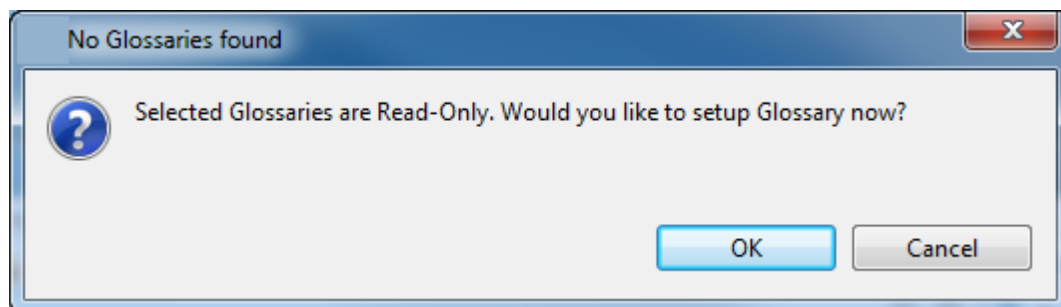 No Glossaries found
Selected Glossaries are Read-Only. Would you like to setup Glossary now?
OK
Cancel